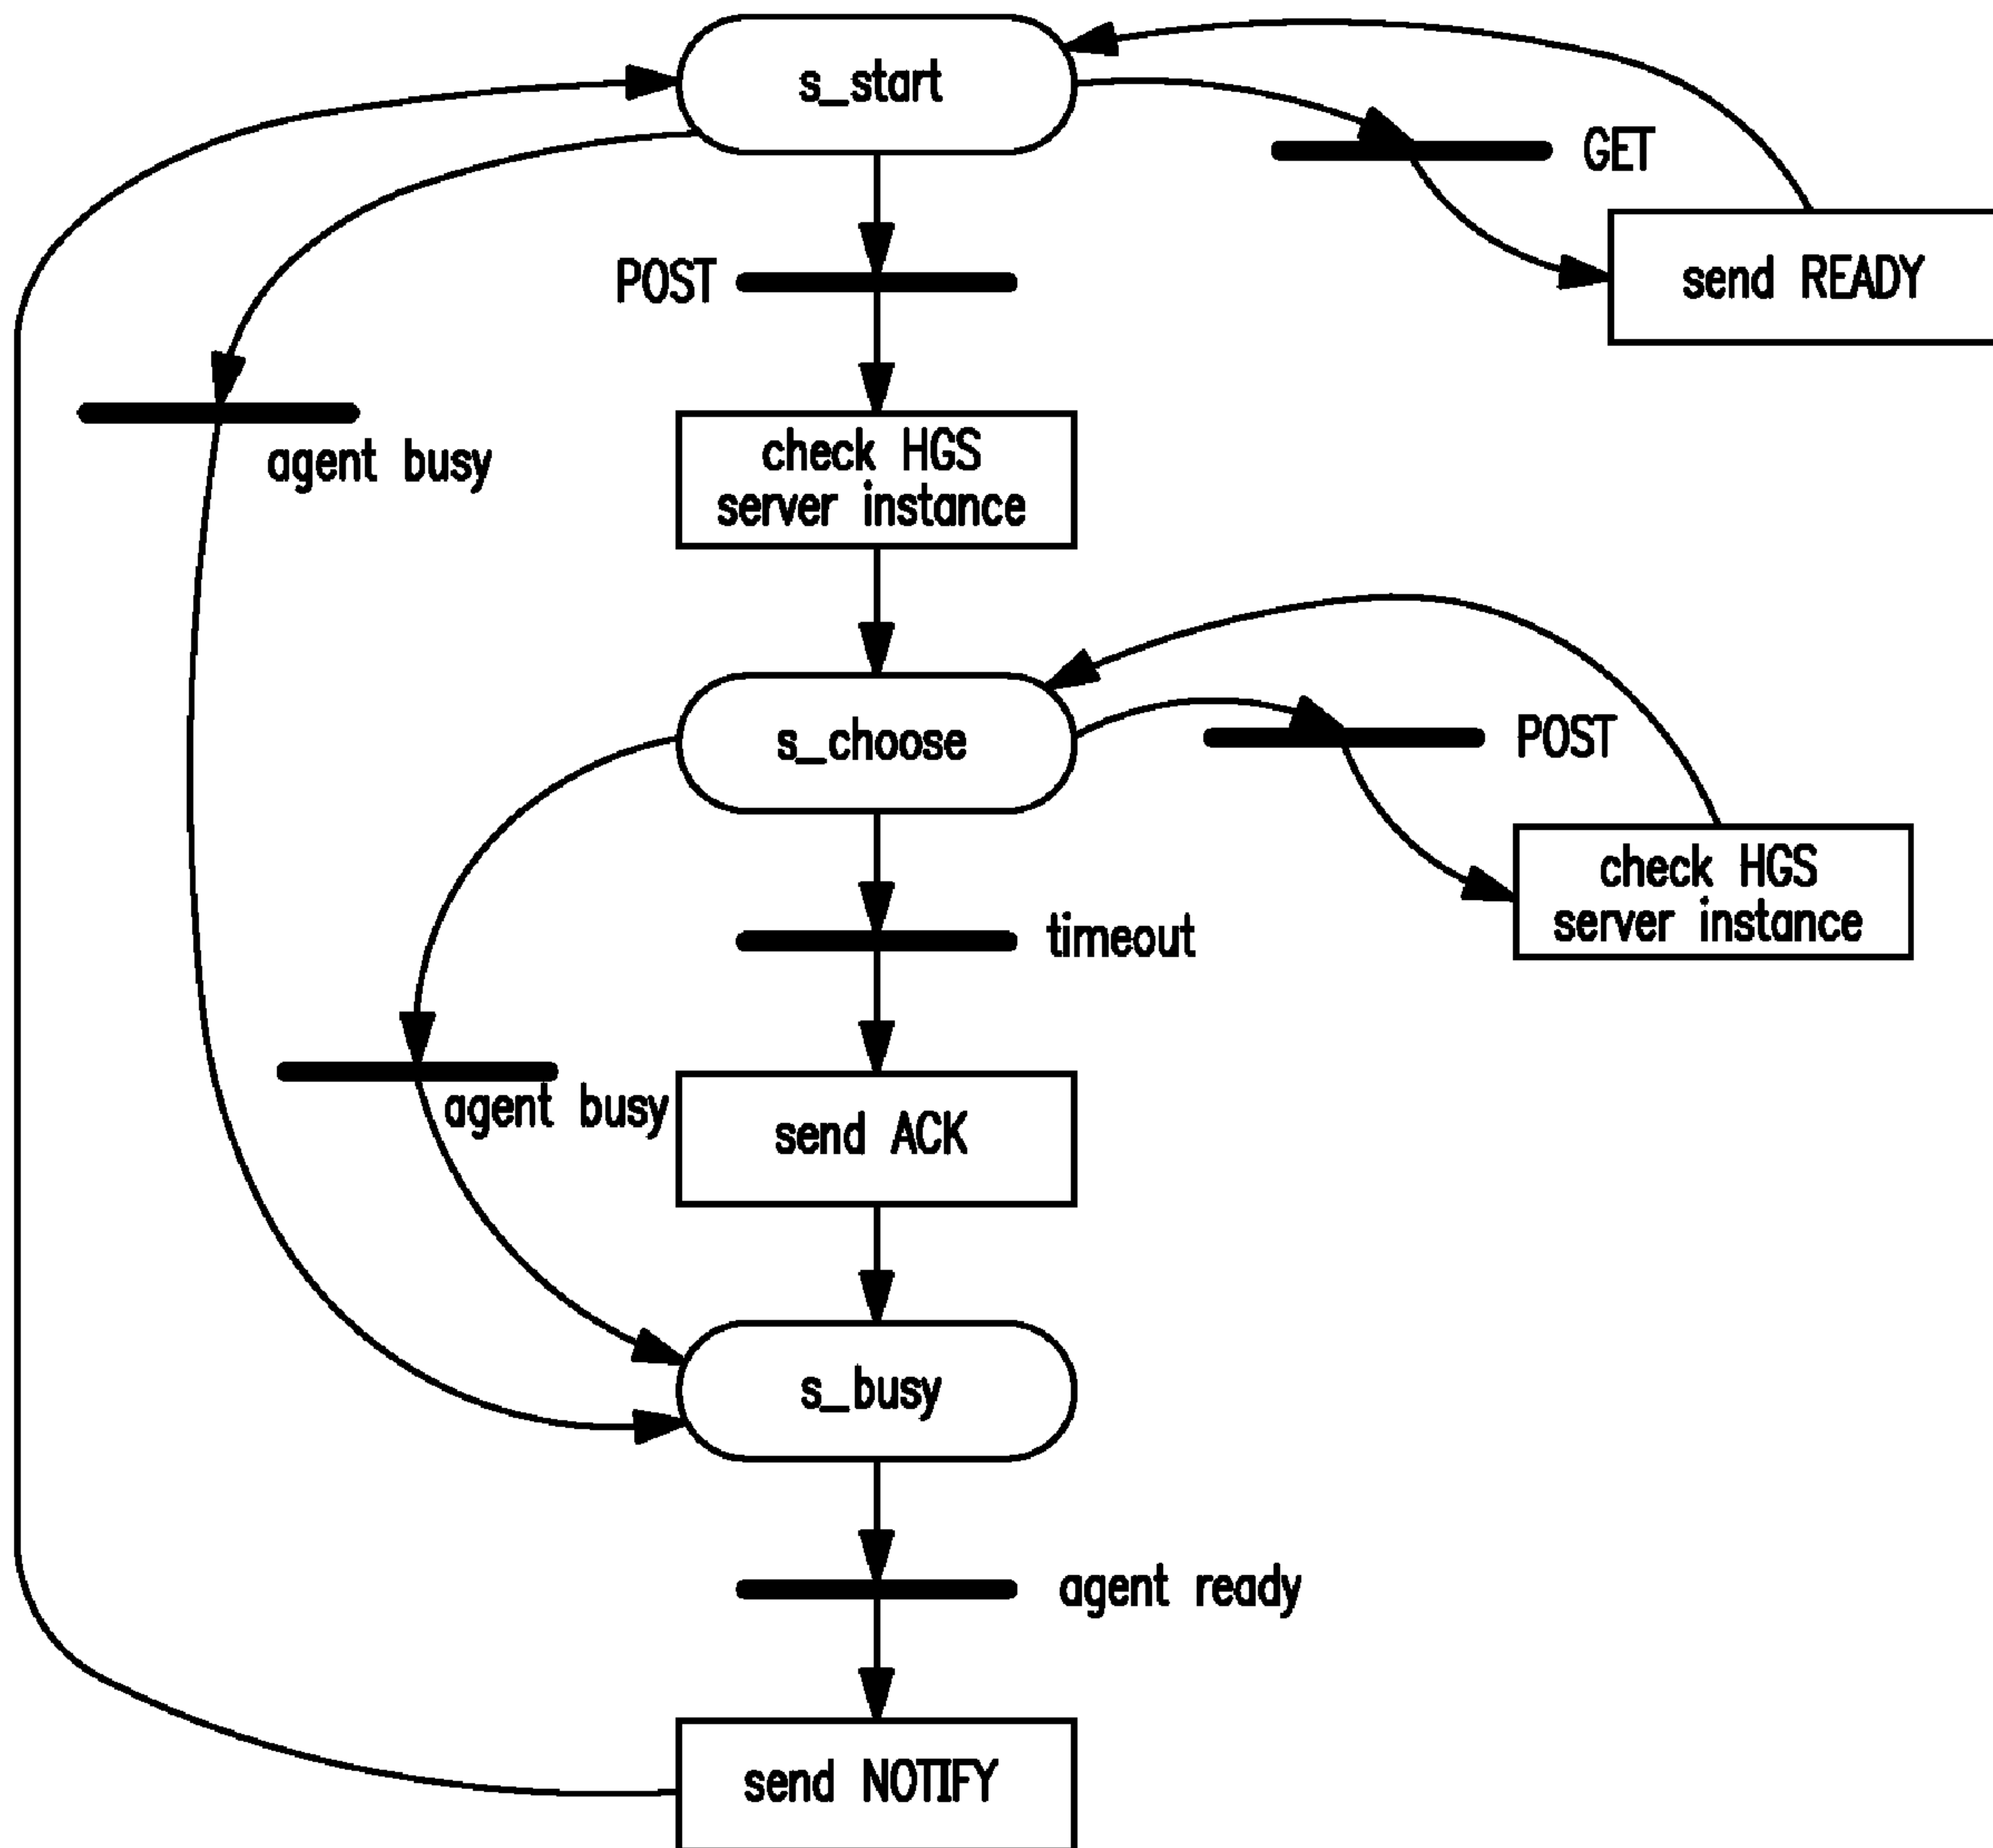 s_start
GET
POST
send READY
agent busy
check HGS
server instance
s_choose
POST
check HGS
server instance
timeout
agent busy
send ACK
s_busy
agent ready
send NOTIFY